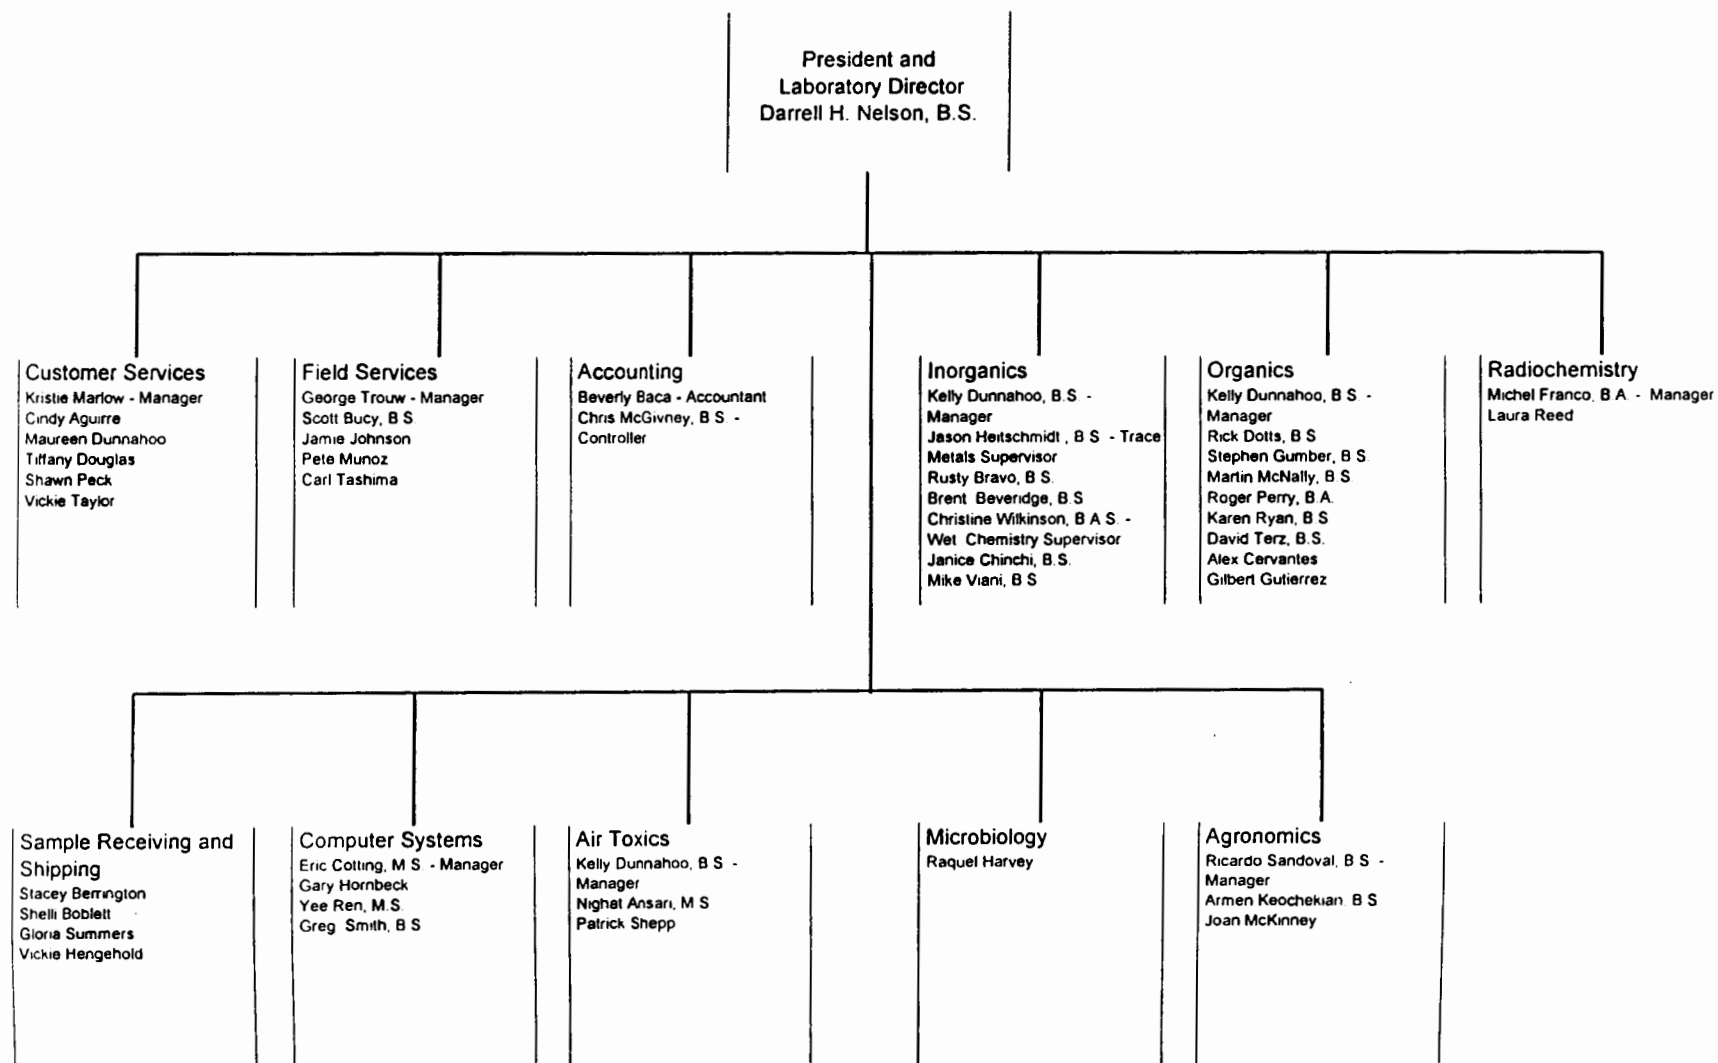 President and
Laboratory Director
Darrell H. Nelson, B.S.
Customer Services
Kristie Marlow - Manager
Cindy Aguirre
Maureen Dunnahoo
Tiffany Douglas
Shawn Peck
Vickie Taylor
Field Services
George Trouw - Manager
Scott Bucy, B S
Jamie Johnson
Pete Munoz
Carl Tashima
Accounting
Beverly Baca - Accountant
Chris McGivney, B S -
Controller
Inorganics
Kelly Dunnahoo, B.S. -
Manager
Jason Heitschmidt , B S - Trace
Metals Supervisor
Rusty Bravo, B S.
Brent Beveridge, B.S
Christine Wilkinson, B A S. -
Wet Chemistry Supervisor
Janice Chinchi, B.S.
Mike Viani, B S
Organics
Kelly Dunnahoo, B S -
Manager
Rick Dotts, B S
Stephen Gumber, B S.
Martin McNally, B S.
Roger Perry, B.A.
Karen Ryan, B S
David Terz, B.S.
Alex Cervantes
Gilbert Gutierrez
Radiochemistry
Michel Franco, B.A. - Manager
Laura Reed
Sample Receiving and
Shipping
Stacey Berrington
Shelli Boblett
Gloria Summers
Vickie Hengehold
Computer Systems
Eric Cotting, M S. - Manager
Gary Hornbeck
Yee Ren, M.S.
Greg Smith, B S
Air Toxics
Kelly Dunnahoo, B S -
Manager
Nighat Ansari, M S
Patrick Shepp
Microbiology
Raquel Harvey
Agronomics
Ricardo Sandoval, B S -
Manager
Armen Keochekian B S
Joan McKinney